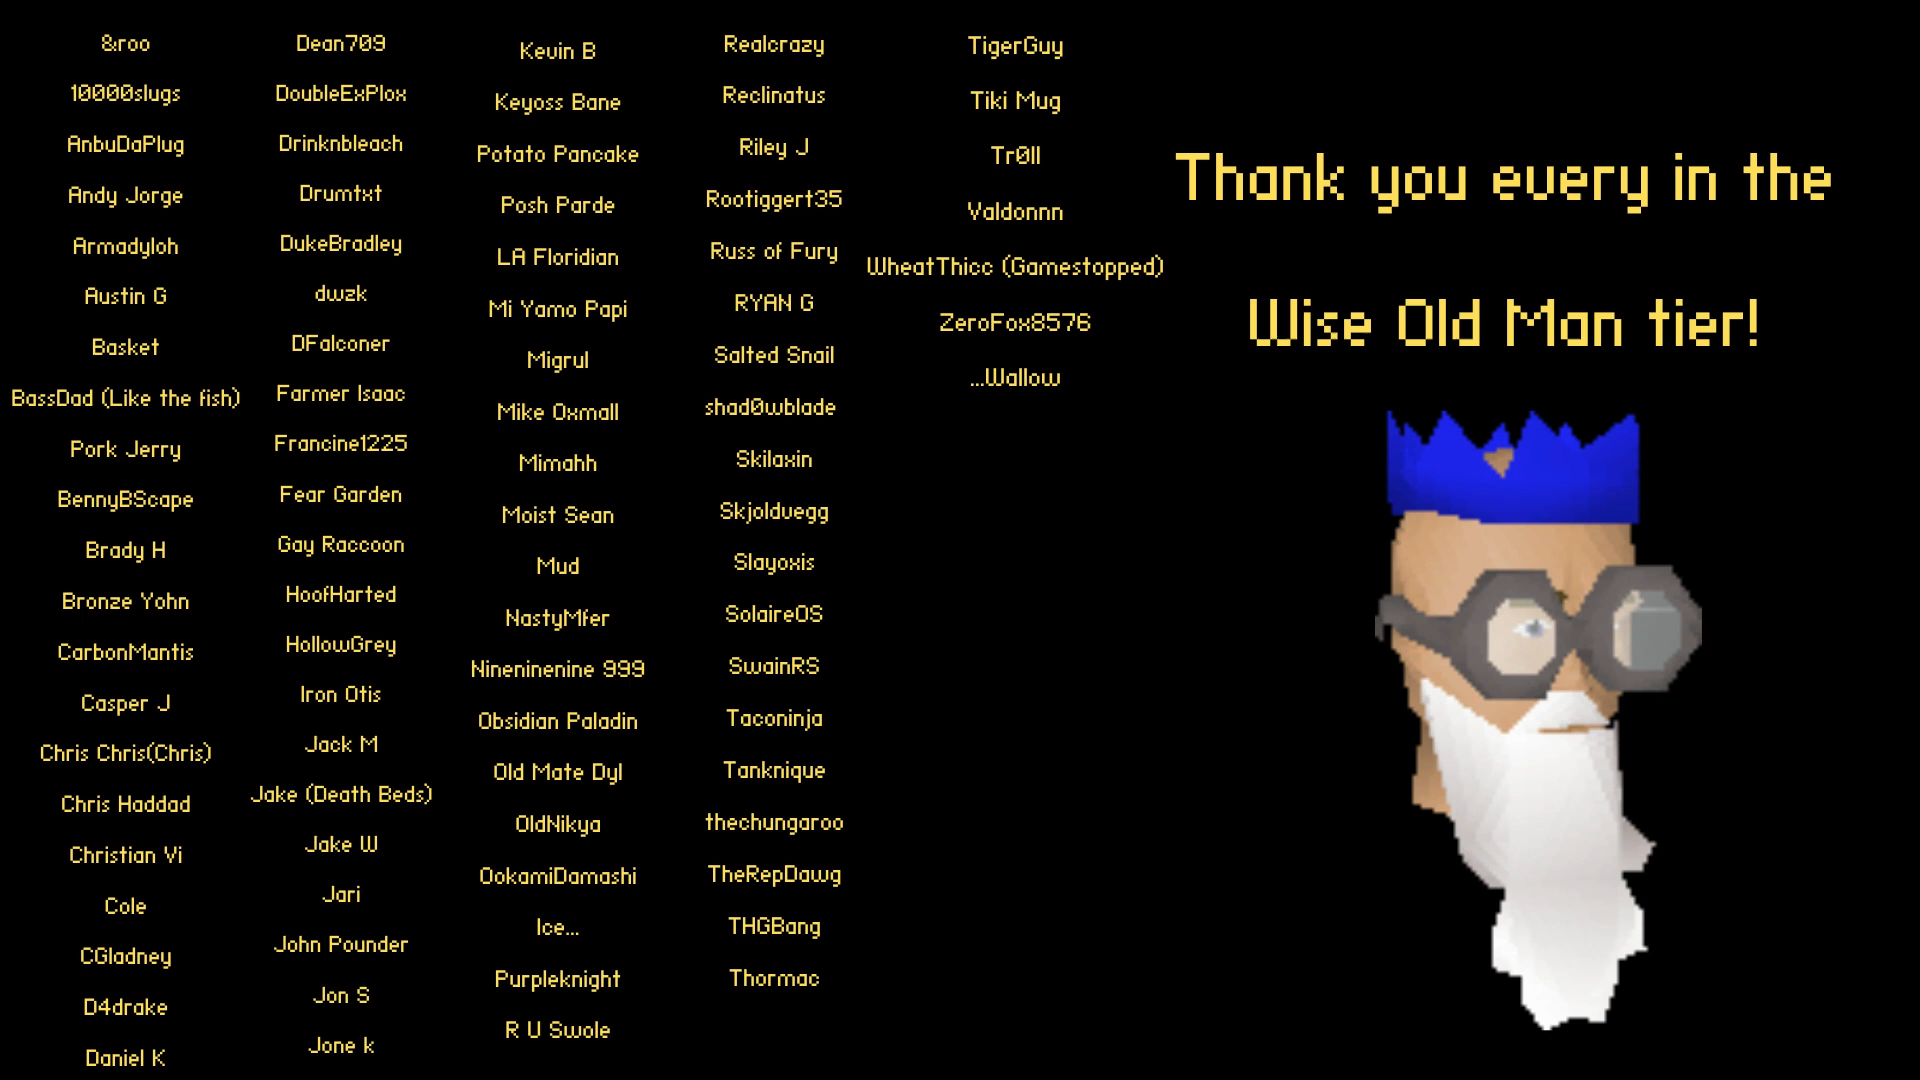 &roo
10000slugs
AnbuDaPlug
Andy Jorge
Armadyloh
Austin G
Basket
BassDad (Like the fish)
Pork Jerry
BennyBScape
Brady H
Bronze Yohn
CarbonMantis
Casper J
Chris Chris(Chris)
Chris Haddad
Christian Vi
Cole
CGladney
D4drake
Daniel K
Dean709
DoubleExPlox
Drinknbleach
Drumtxt
DukeBradley
dwzk
DFalconer
Farmer Isaac
Francine1225
Fear Garden
Gay Raccoon
HoofHarted
HollowGrey
Iron Otis
Jack M
Jake (Death Beds)
Jake W
Jari
John Pounder
Jon S
Jone k
Kevin B
Keyoss Bane
Potato Pancake
Posh Parde
LA Floridian
Mi Yamo Papi
Migrul
Mike Oxmall
Mimahh
Moist Sean
Mud
NastyMfer
Nineninenine 999
Obsidian Paladin
Old Mate Dyl
OldNikya
OokamiDamashi
Ice...
Purpleknight
R U Swole
Realcrazy
Reclinatus
Riley J
Rootiggert35
Russ of Fury
RYAN G
Salted Snail
shad0wblade
Skilaxin
Skjolduegg
Slayoxis
SolaireOS
SwainRS
Taconinja
Tanknique
thechungaroo
TheRepDawg
THGBang
Thormac
TigerGuy
Tiki Mug
Tr0ll
Valdonnn
WheatThicc (Gamestopped)
ZeroFox8576
...Wallow
Thank you every in the
Wise Old Man tier!